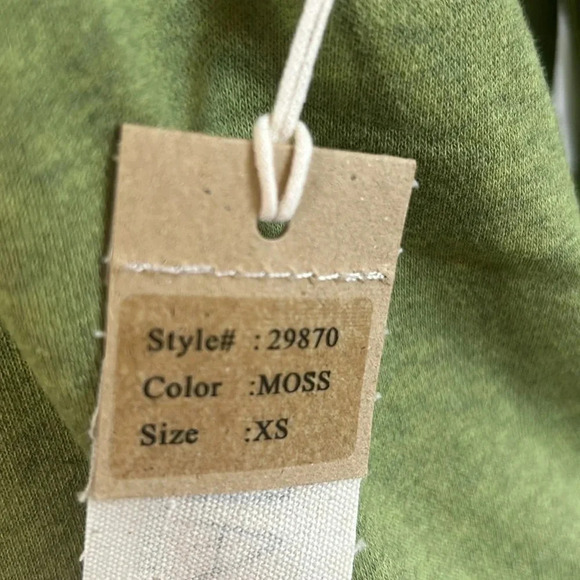 Style# : 29870
Color :MOSS
Size :XS